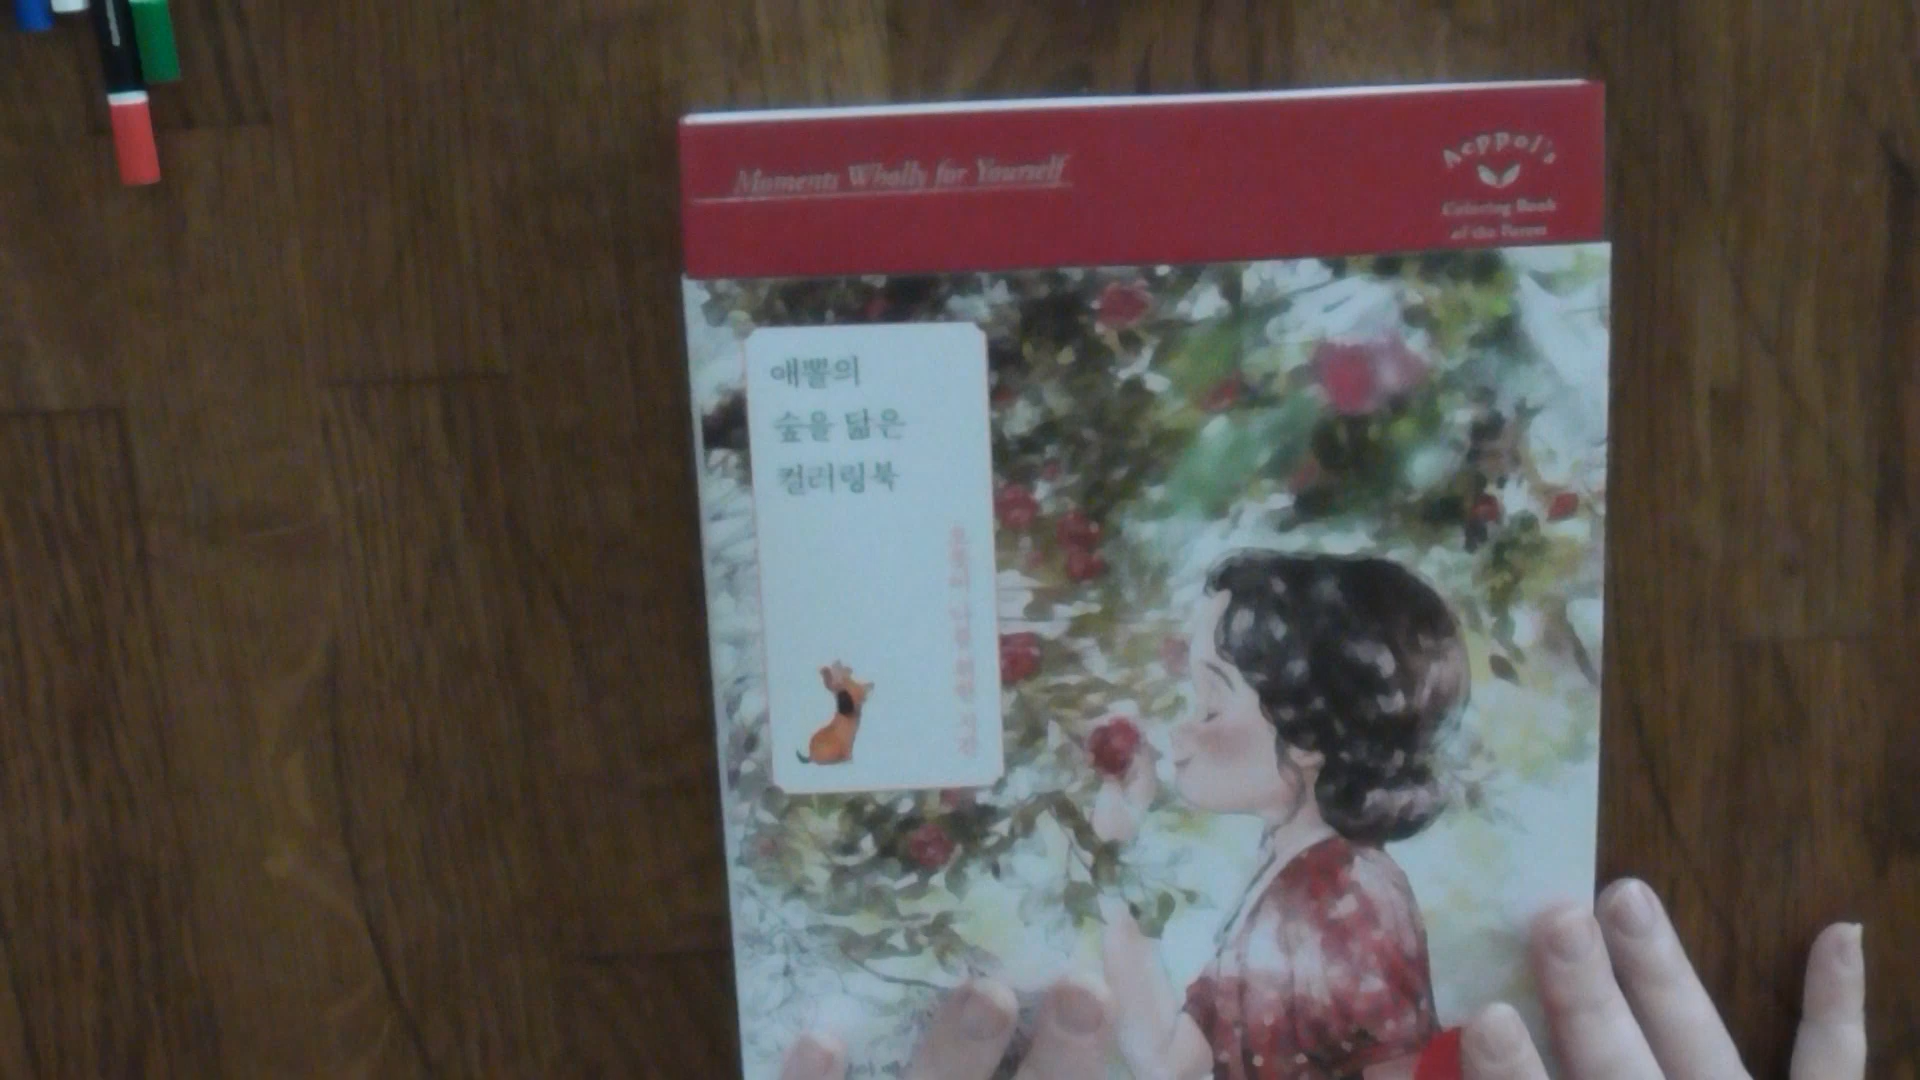 Moments Wholly for Yourself
Aeppol's
Coloring Book
of the Forest
애뽈의
숲을 닮은
컬러링북